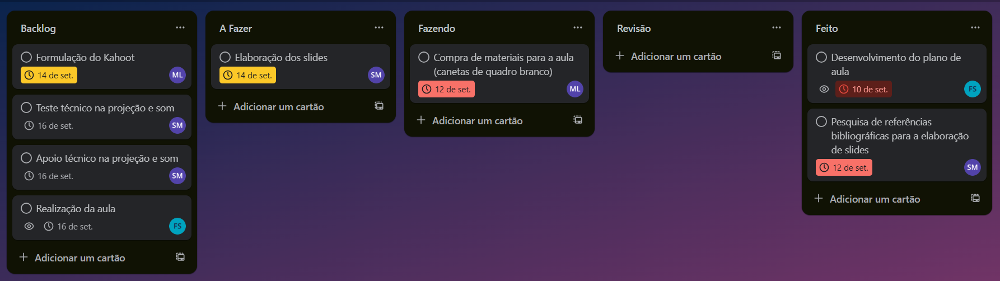 Backlog
Formulação do Kahoot
14 de set.
ML
Teste técnico na projeção e som
16 de set.
SM
Apoio técnico na projeção e som
16 de set.
SM
Realização da aula
16 de set.
FS
Adicionar um cartão
A Fazer
Elaboração dos slides
14 de set.
SM
Adicionar um cartão
Fazendo
Compra de materiais para a aula
(canetas de quadro branco)
12 de set.
ML
Adicionar um cartão
Revisão
Adicionar um cartão
Feito
Desenvolvimento do plano de
aula
10 de set.
FS
Pesquisa de referências
bibliográficas para a elaboração
de slides
12 de set.
SM
Adicionar um cartão